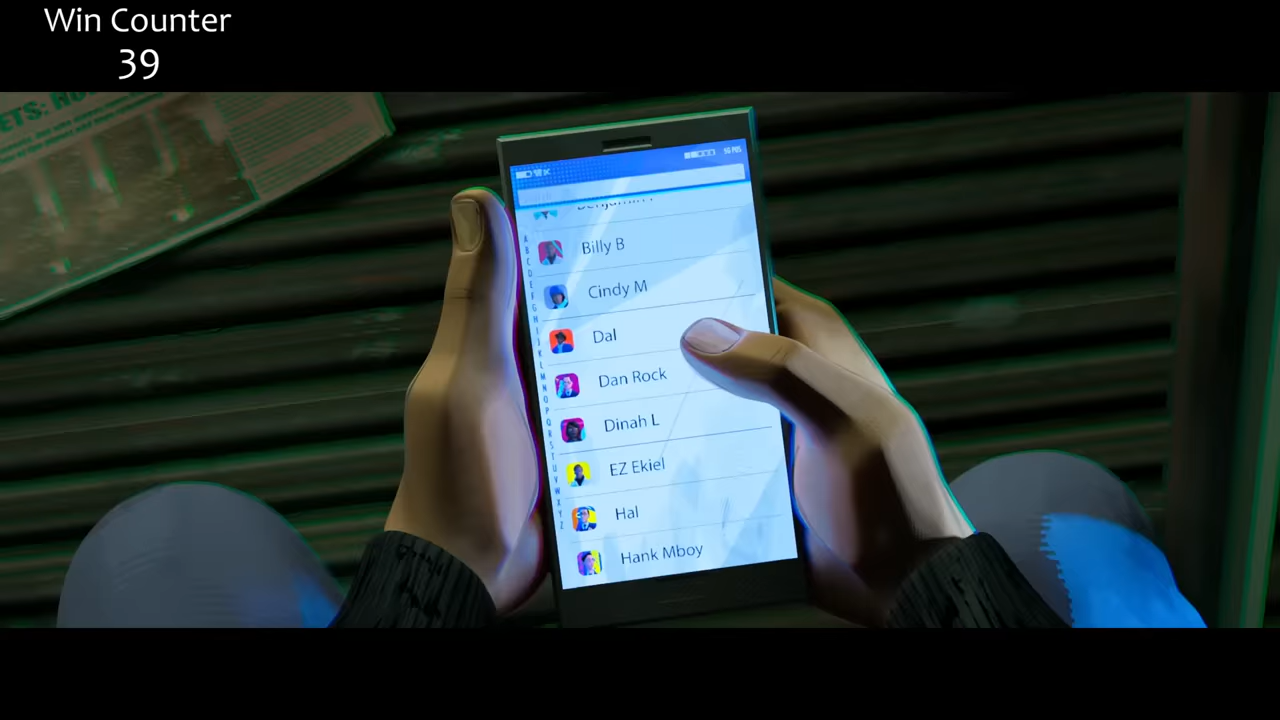 Win Counter
39
Billy B
Cindy M
Dal
Dan Rock
Dinah L
EZ Ekiel
Hal
Hank Mboy